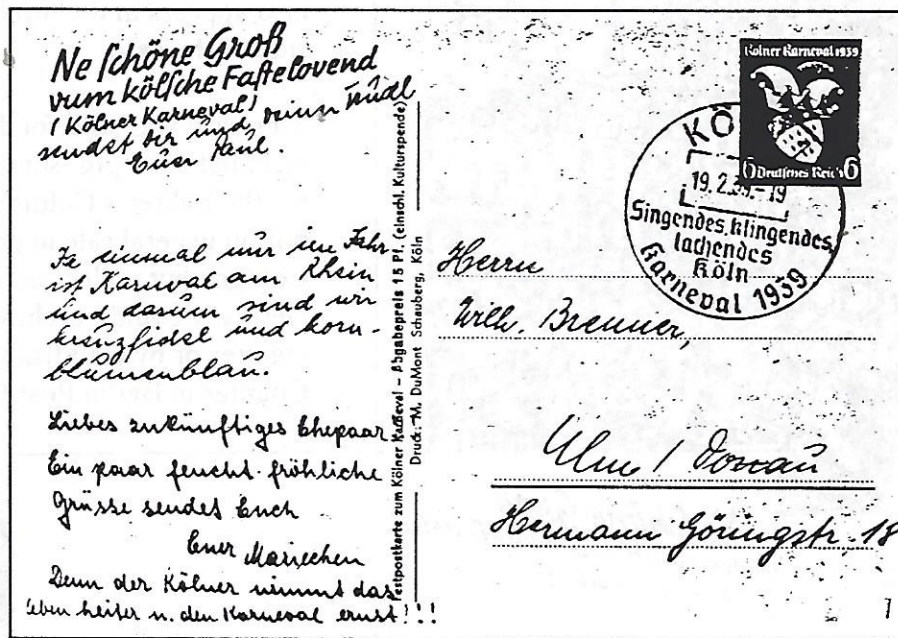 Ne schöne Groß
vum kölsche Fastelovend
(Kölner Karneval)
sendet dir und deiner Trudl
Euer Paul.
Ja einmal nur im Jahr
ist Karneval am Rhein
und darum sind wir
kreuzfidel und korn-
blumenblau.
Liebes zukünftiges Ehepaar
Ein paar feucht-fröhliche
Grüsse sendet Euch
Euer Mariechen
Denn der Kölner nimmt das
Leben heiter u. den Karneval ernst!!!
Festpostkarte zum Kölner Karneval – Abgabepreis 15 Pf. (einschl. Kulturspende)
Druck: M. DuMont Schauberg, Köln
Kölner Karneval 1939
6 Deutsches Reich 6
KÖ
19.2.39-19
Singendes, klingendes,
lachendes
Köln
Karneval 1939
Herrn
Wilh. Brenner,
Ulm / Donau
Hermann Göringstr. 18